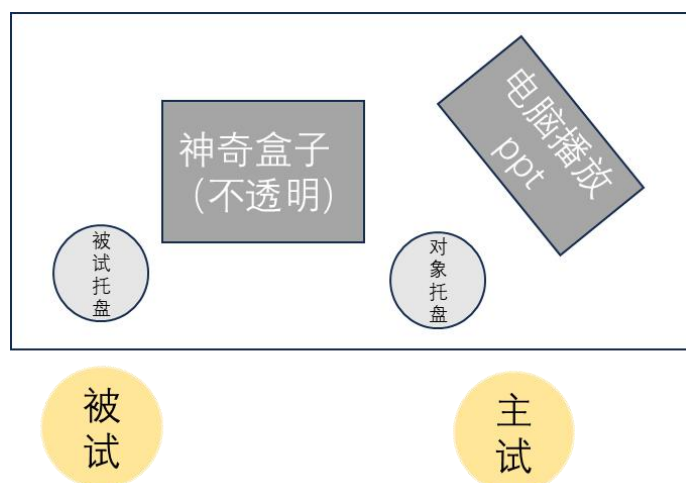 神奇盒子
（不透明）
电脑播放
ppt
被
试
托
盘
对
象
托
盘
被
试
主
试